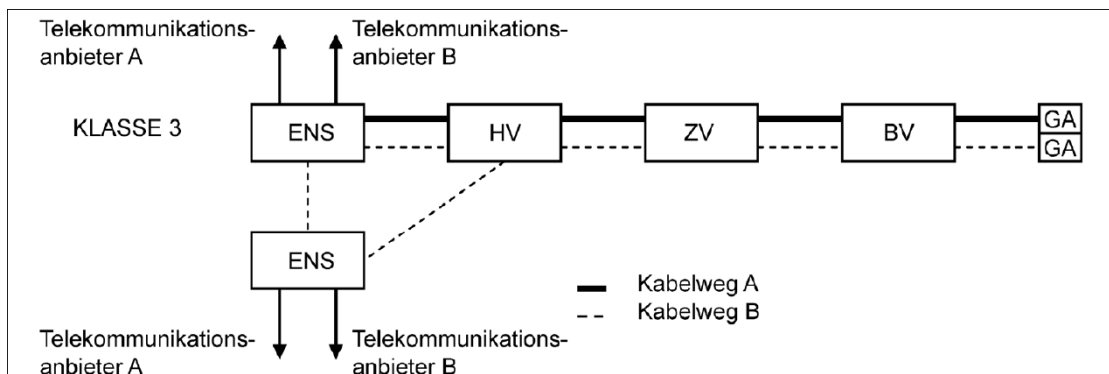 Telekommunikations-
anbieter A
Telekommunikations-
anbieter B
KLASSE 3
ENS
HV
ZV
BV
GA
GA
ENS
Kabelweg A
Kabelweg B
Telekommunikations-
anbieter A
Telekommunikations-
anbieter B